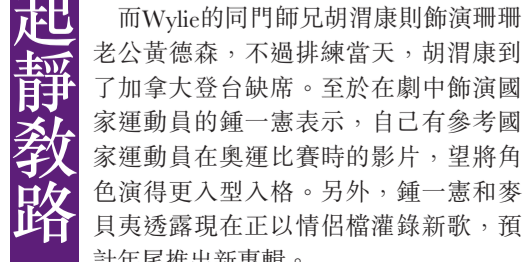 起靜教路
而Wylie的同門師兄胡渭康則飾演珊珊
老公黃德森，不過排練當天，胡渭康到
了加拿大登台缺席。至於在劇中飾演國
家運動員的鍾一憲表示，自己有參考國
家運動員在奧運比賽時的影片，望將角
色演得更入型入格。另外，鍾一憲和麥
貝夷透露現在正以情侶檔灌錄新歌，預
計年尾推出新專輯。